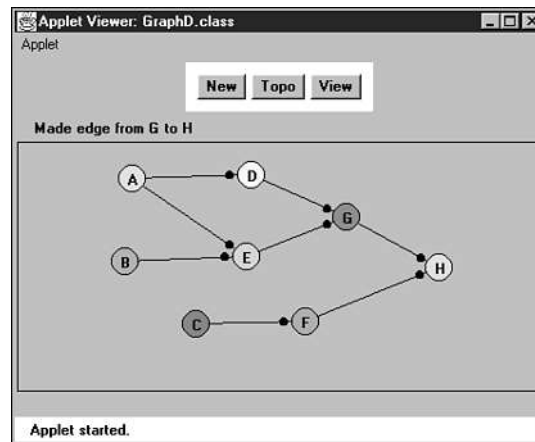 Applet Viewer: GraphD.class
Applet
New Topo View
Made edge from G to H
A D
G
B E H
C F
Applet started.